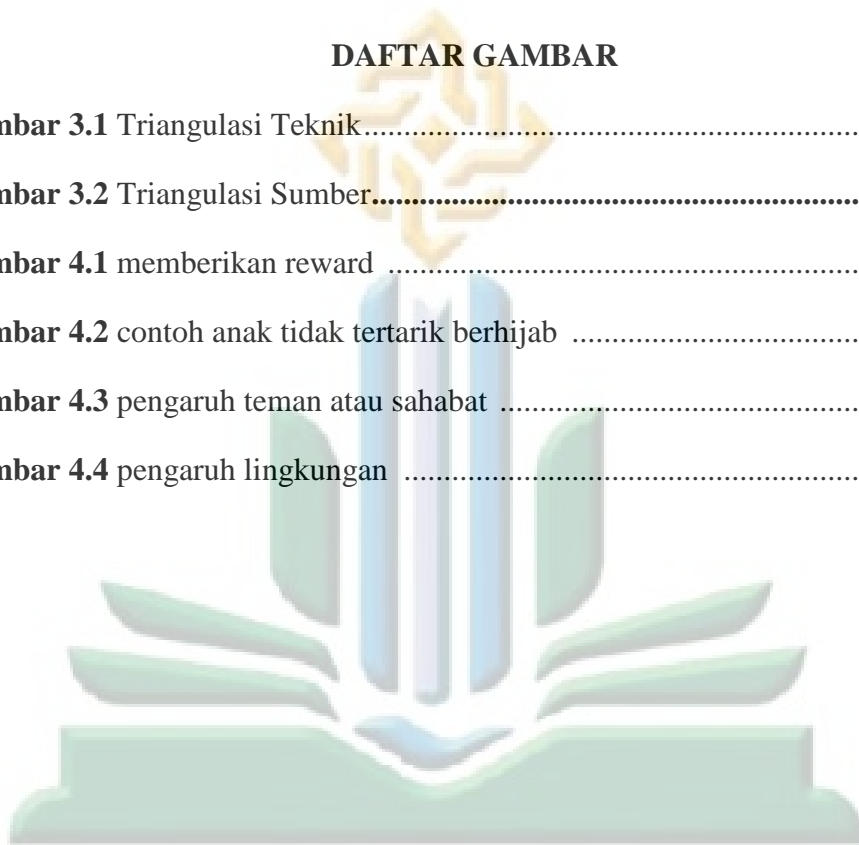 DAFTAR GAMBAR
mbar 3.1 Triangulasi Teknik..............................................................
mbar 3.2 Triangulasi Sumber..............................................................
mbar 4.1 memberikan reward ............................................................
mbar 4.2 contoh anak tidak tertarik berhijab ....................................
mbar 4.3 pengaruh teman atau sahabat .............................................
mbar 4.4 pengaruh lingkungan ..........................................................